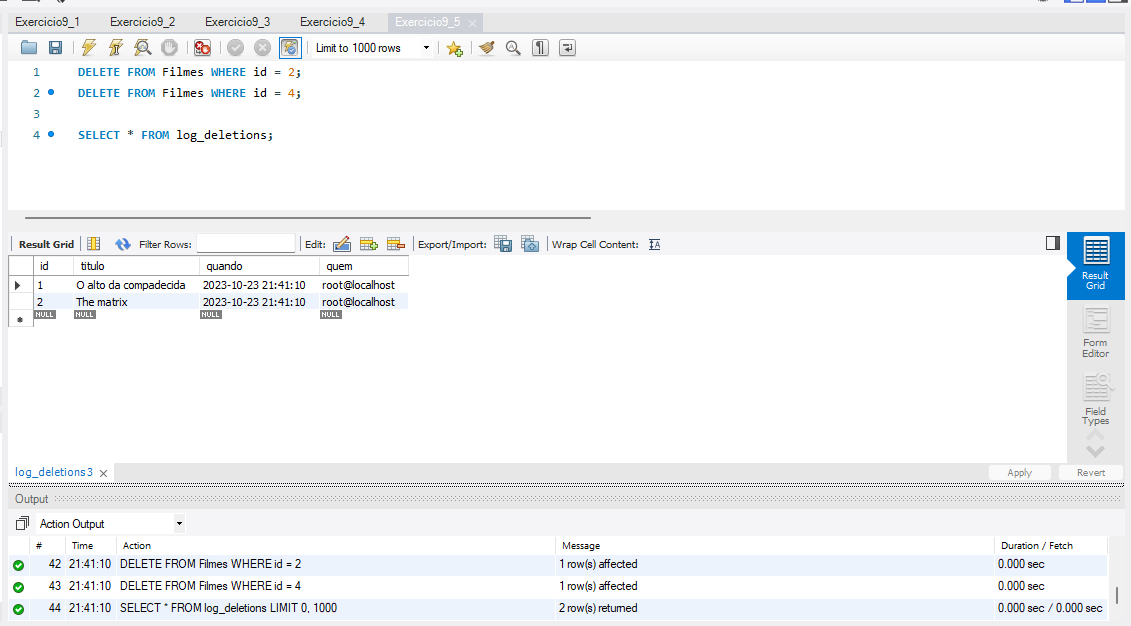 Exercicio9_1 Exercicio9_2 Exercicio9_3 Exercicio9_4 Exercicio9_5
Limit to 1000 rows
1 DELETE FROM Filmes WHERE id = 2;
2 DELETE FROM Filmes WHERE id = 4;
3
4 SELECT * FROM log_deletions;
Result Grid Filter Rows: Edit: Export/Import: Wrap Cell Content:
id titulo quando quem
1 O alto da compadecida 2023-10-23 21:41:10 root@localhost
2 The matrix 2023-10-23 21:41:10 root@localhost
NULL NULL NULL NULL
Result
Grid
Form
Editor
Field
Types
log_deletions3 Apply Revert
Output
Action Output
# Time Action Message Duration / Fetch
42 21:41:10 DELETE FROM Filmes WHERE id = 2 1 row(s) affected 0.000 sec
43 21:41:10 DELETE FROM Filmes WHERE id = 4 1 row(s) affected 0.000 sec
44 21:41:10 SELECT * FROM log_deletions LIMIT 0, 1000 2 row(s) returned 0.000 sec / 0.000 sec